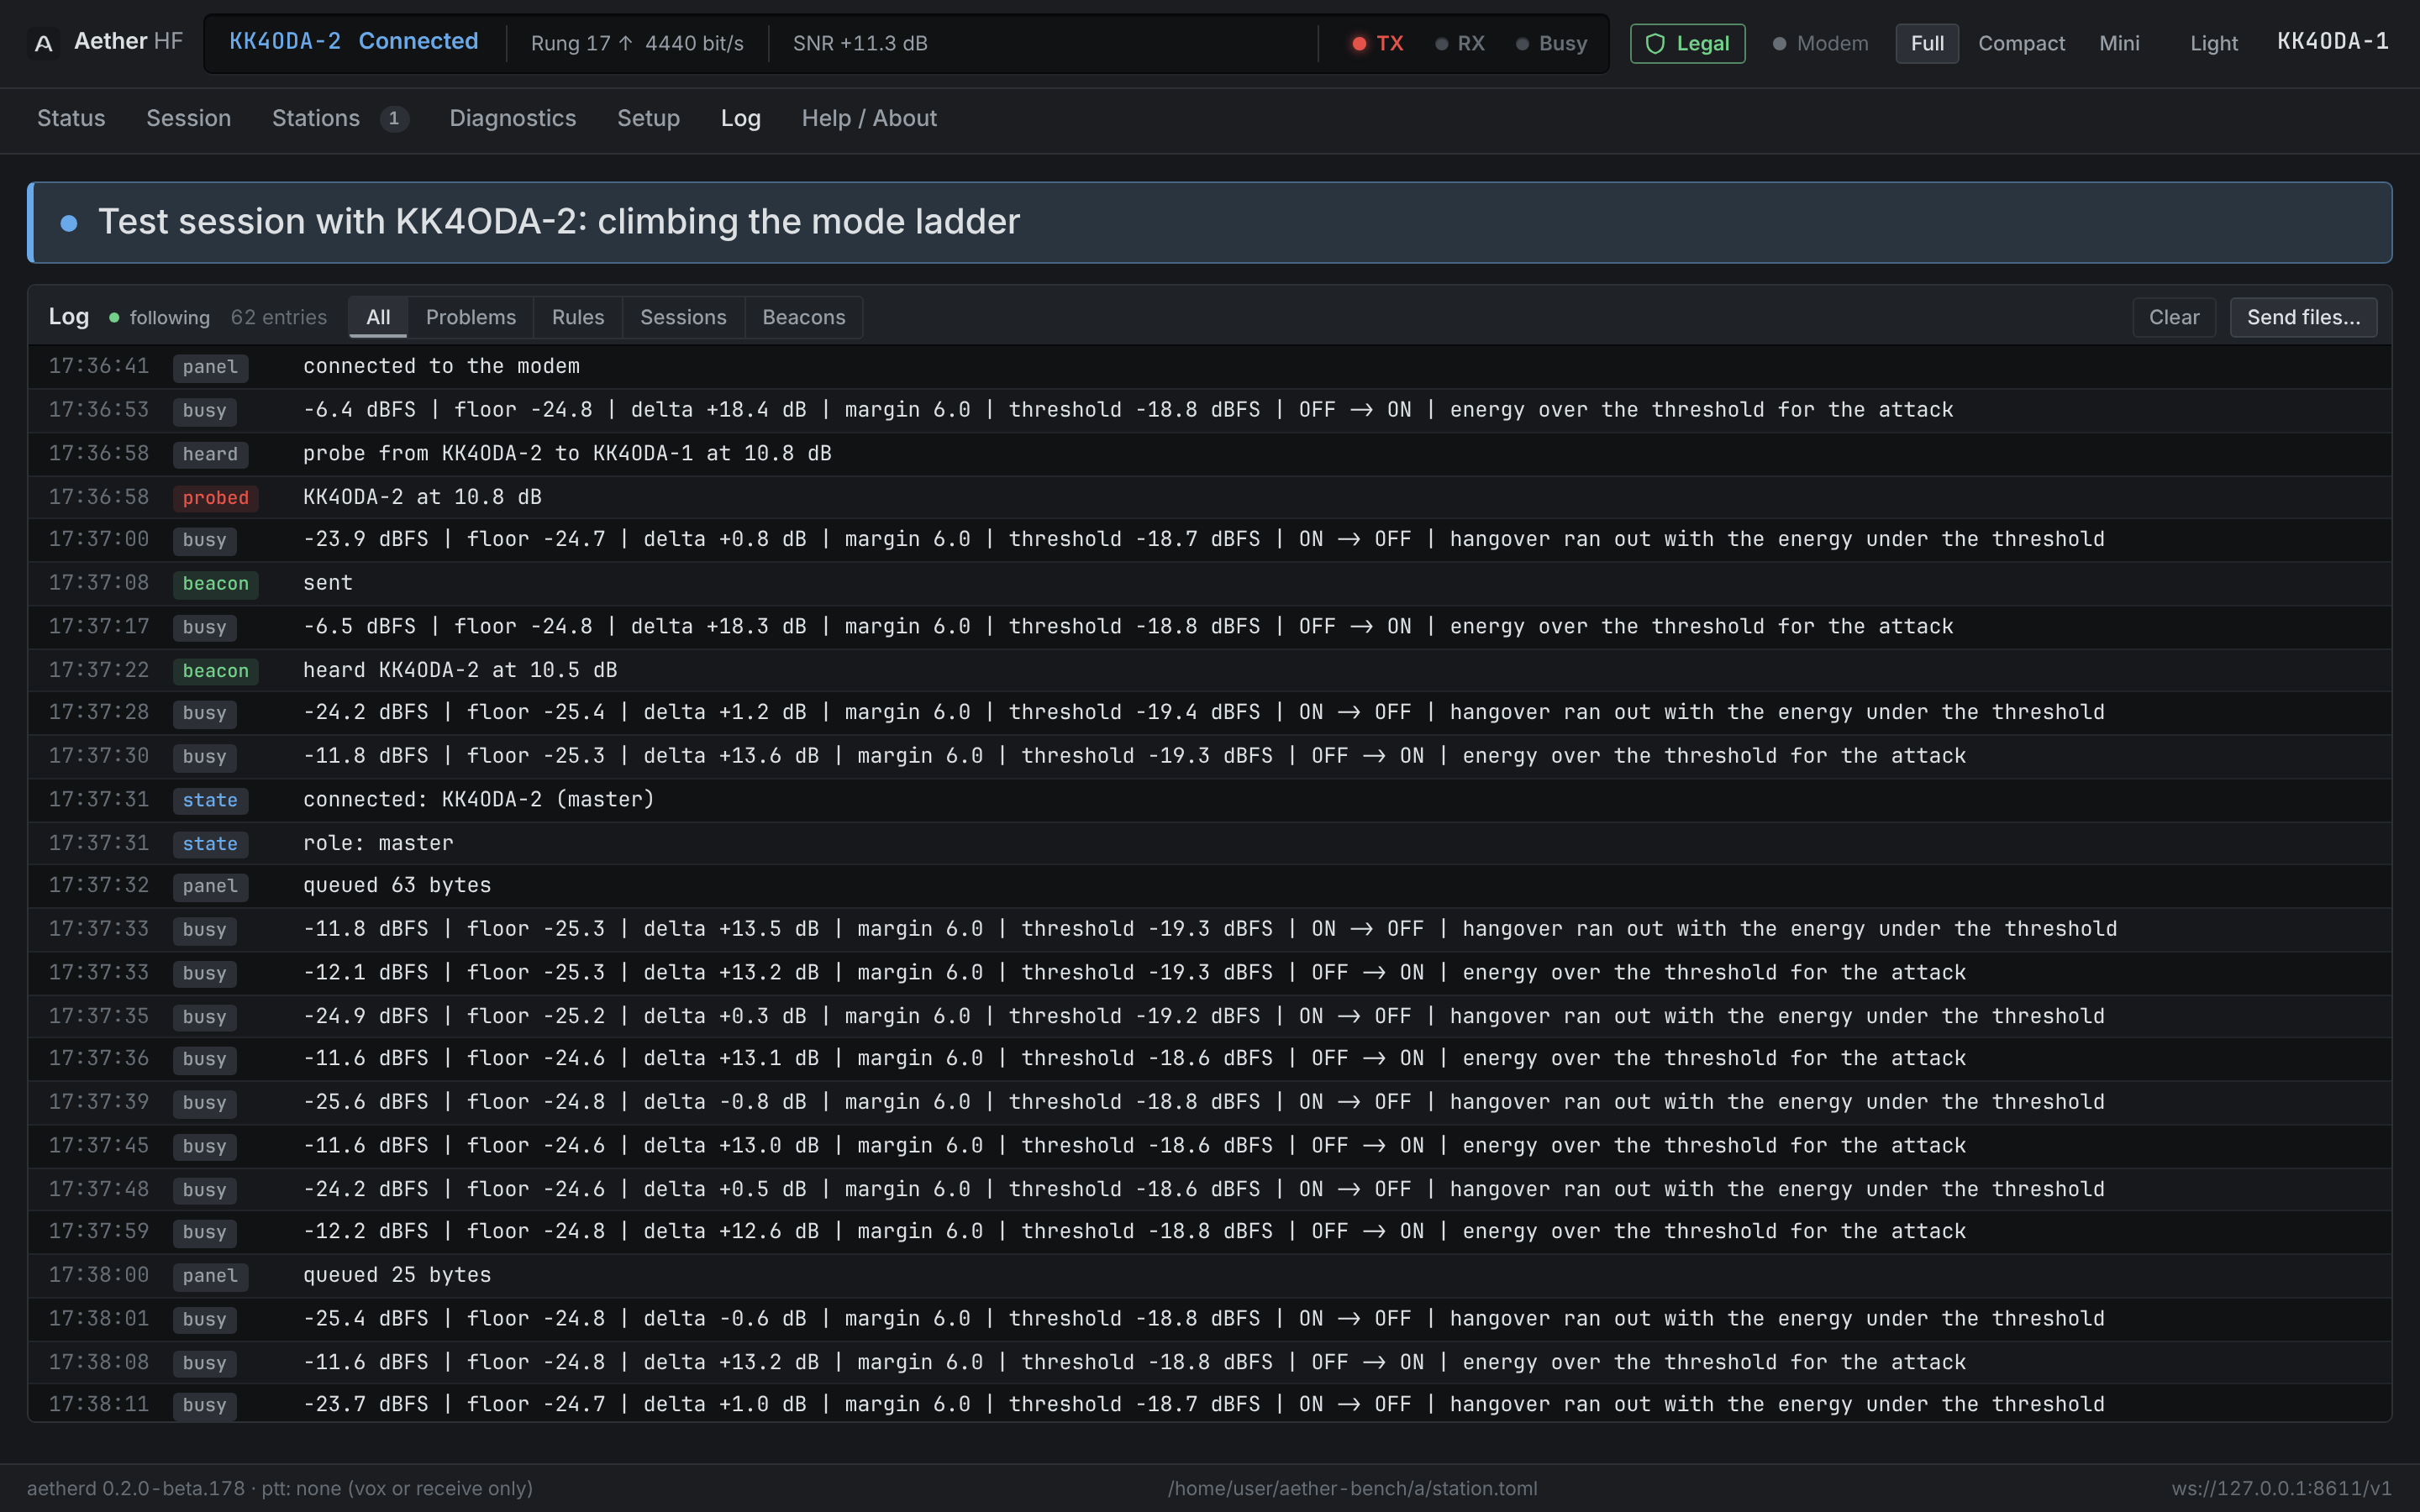 Aether HF KK4ODA-2 Connected Rung 17 ↑ 4440 bit/s SNR +11.3 dB TX RX Busy Legal Modem Full Compact Mini Light KK4ODA-1
Status Session Stations 1 Diagnostics Setup Log Help / About
Test session with KK4ODA-2: climbing the mode ladder
Log following 62 entries All Problems Rules Sessions Beacons Clear Send files...
17:36:41 panel connected to the modem
17:36:53 busy -6.4 dBFS | floor -24.8 | delta +18.4 dB | margin 6.0 | threshold -18.8 dBFS | OFF → ON | energy over the threshold for the attack
17:36:58 heard probe from KK4ODA-2 to KK4ODA-1 at 10.8 dB
17:36:58 probed KK4ODA-2 at 10.8 dB
17:37:00 busy -23.9 dBFS | floor -24.7 | delta +0.8 dB | margin 6.0 | threshold -18.7 dBFS | ON → OFF | hangover ran out with the energy under the threshold
17:37:08 beacon sent
17:37:17 busy -6.5 dBFS | floor -24.8 | delta +18.3 dB | margin 6.0 | threshold -18.8 dBFS | OFF → ON | energy over the threshold for the attack
17:37:22 beacon heard KK4ODA-2 at 10.5 dB
17:37:28 busy -24.2 dBFS | floor -25.4 | delta +1.2 dB | margin 6.0 | threshold -19.4 dBFS | ON → OFF | hangover ran out with the energy under the threshold
17:37:30 busy -11.8 dBFS | floor -25.3 | delta +13.6 dB | margin 6.0 | threshold -19.3 dBFS | OFF → ON | energy over the threshold for the attack
17:37:31 state connected: KK4ODA-2 (master)
17:37:31 state role: master
17:37:32 panel queued 63 bytes
17:37:33 busy -11.8 dBFS | floor -25.3 | delta +13.5 dB | margin 6.0 | threshold -19.3 dBFS | ON → OFF | hangover ran out with the energy under the threshold
17:37:33 busy -12.1 dBFS | floor -25.3 | delta +13.2 dB | margin 6.0 | threshold -19.3 dBFS | OFF → ON | energy over the threshold for the attack
17:37:35 busy -24.9 dBFS | floor -25.2 | delta +0.3 dB | margin 6.0 | threshold -19.2 dBFS | ON → OFF | hangover ran out with the energy under the threshold
17:37:36 busy -11.6 dBFS | floor -24.6 | delta +13.1 dB | margin 6.0 | threshold -18.6 dBFS | OFF → ON | energy over the threshold for the attack
17:37:39 busy -25.6 dBFS | floor -24.8 | delta -0.8 dB | margin 6.0 | threshold -18.8 dBFS | ON → OFF | hangover ran out with the energy under the threshold
17:37:45 busy -11.6 dBFS | floor -24.6 | delta +13.0 dB | margin 6.0 | threshold -18.6 dBFS | OFF → ON | energy over the threshold for the attack
17:37:48 busy -24.2 dBFS | floor -24.6 | delta +0.5 dB | margin 6.0 | threshold -18.6 dBFS | ON → OFF | hangover ran out with the energy under the threshold
17:37:59 busy -12.2 dBFS | floor -24.8 | delta +12.6 dB | margin 6.0 | threshold -18.8 dBFS | OFF → ON | energy over the threshold for the attack
17:38:00 panel queued 25 bytes
17:38:01 busy -25.4 dBFS | floor -24.8 | delta -0.6 dB | margin 6.0 | threshold -18.8 dBFS | ON → OFF | hangover ran out with the energy under the threshold
17:38:08 busy -11.6 dBFS | floor -24.8 | delta +13.2 dB | margin 6.0 | threshold -18.8 dBFS | OFF → ON | energy over the threshold for the attack
17:38:11 busy -23.7 dBFS | floor -24.7 | delta +1.0 dB | margin 6.0 | threshold -18.7 dBFS | ON → OFF | hangover ran out with the energy under the threshold
aetherd 0.2.0-beta.178 · ptt: none (vox or receive only) /home/user/aether-bench/a/station.toml ws://127.0.0.1:8611/v1